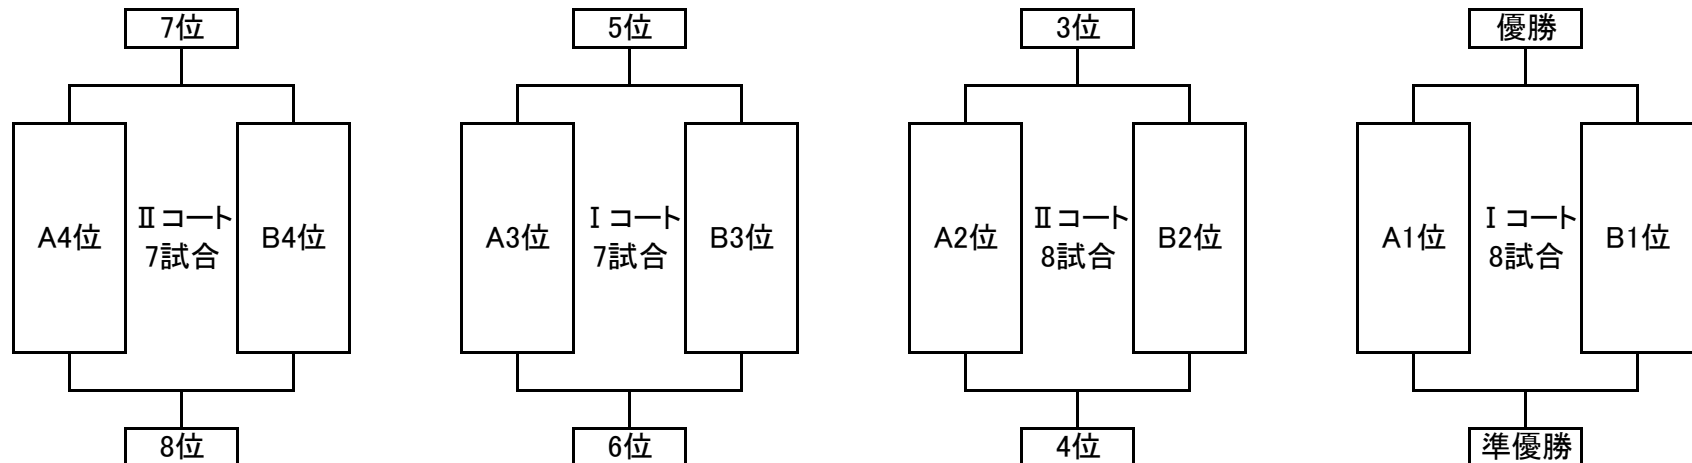 7位
5位
3位
優勝
A4位
Ⅱコート
7試合
B4位
A3位
Ⅰコート
7試合
B3位
A2位
Ⅱコート
8試合
B2位
A1位
Ⅰコート
8試合
B1位
8位
6位
4位
準優勝